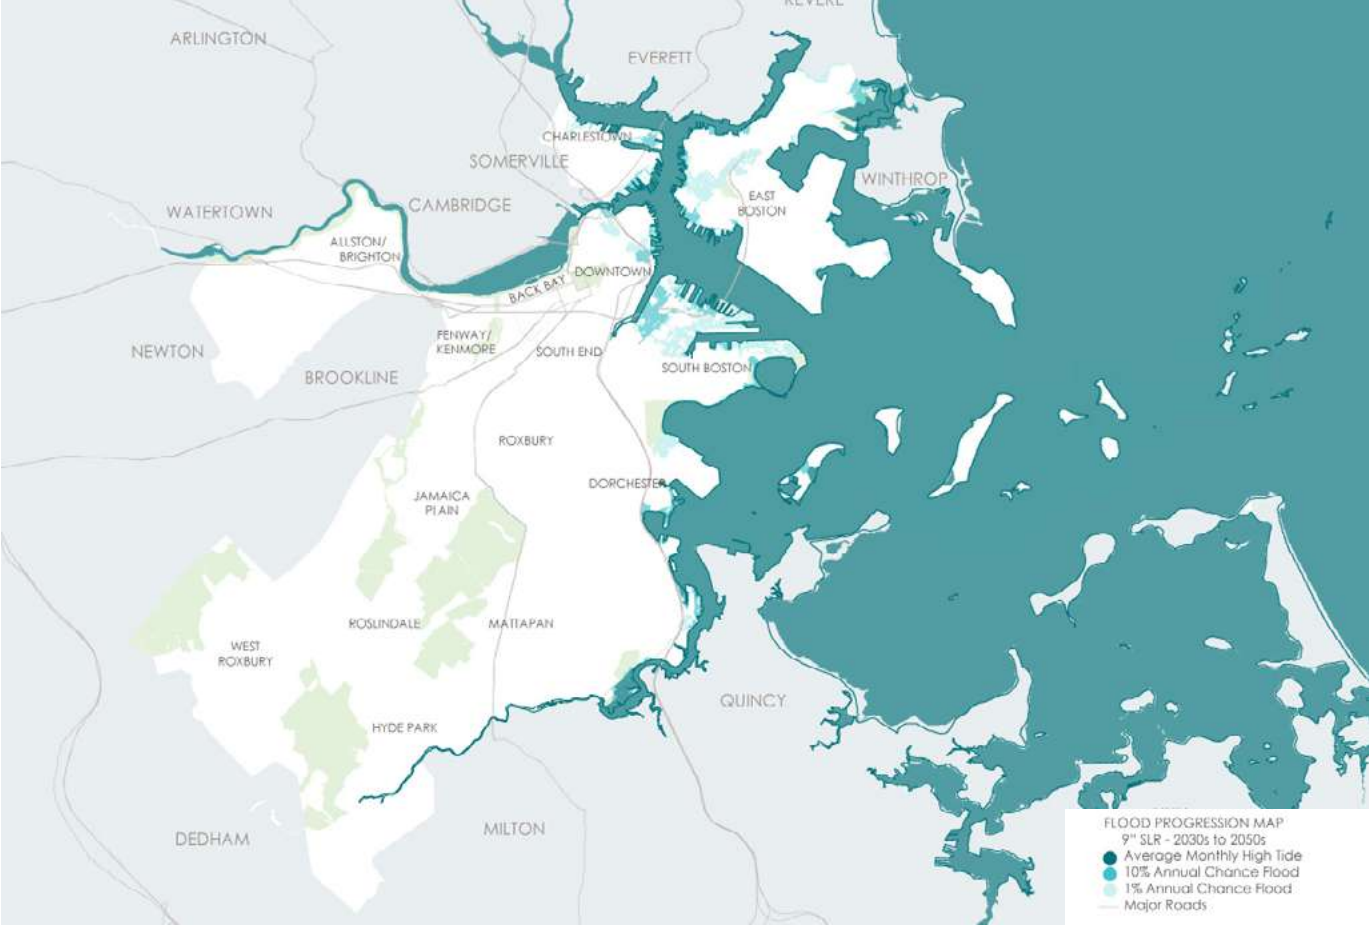 REVERE
ARLINGTON
EVERETT
CHARLESTOWN
SOMERVILLE
WINTHROP
EAST
BOSTON
WATERTOWN
CAMBRIDGE
ALLSTON/
BRIGHTON
DOWNTOWN
BACK BAY
FENWAY/
KENMORE
SOUTH END
NEWTON
BROOKLINE
SOUTH BOSTON
ROXBURY
DORCHESTER
JAMAICA
PLAIN
ROSLINDALE
MATTAPAN
WEST
ROXBURY
QUINCY
HYDE PARK
DEDHAM
MILTON
FLOOD PROGRESSION MAP
9" SLR - 2030s to 2050s
Average Monthly High Tide
10% Annual Chance Flood
1% Annual Chance Flood
Major Roads